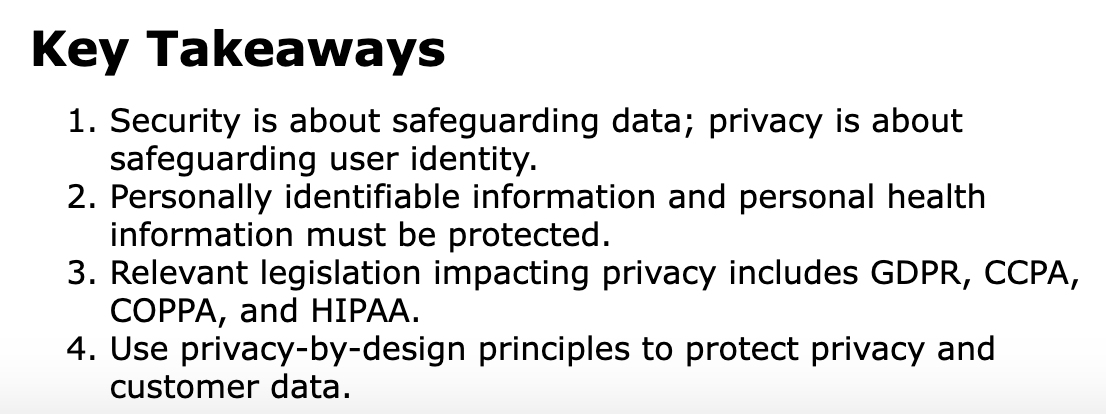 Key Takeaways
1. Security is about safeguarding data; privacy is about
safeguarding user identity.
2. Personally identifiable information and personal health
information must be protected.
3. Relevant legislation impacting privacy includes GDPR, CCPA,
COPPA, and HIPAA.
4. Use privacy-by-design principles to protect privacy and
customer data.